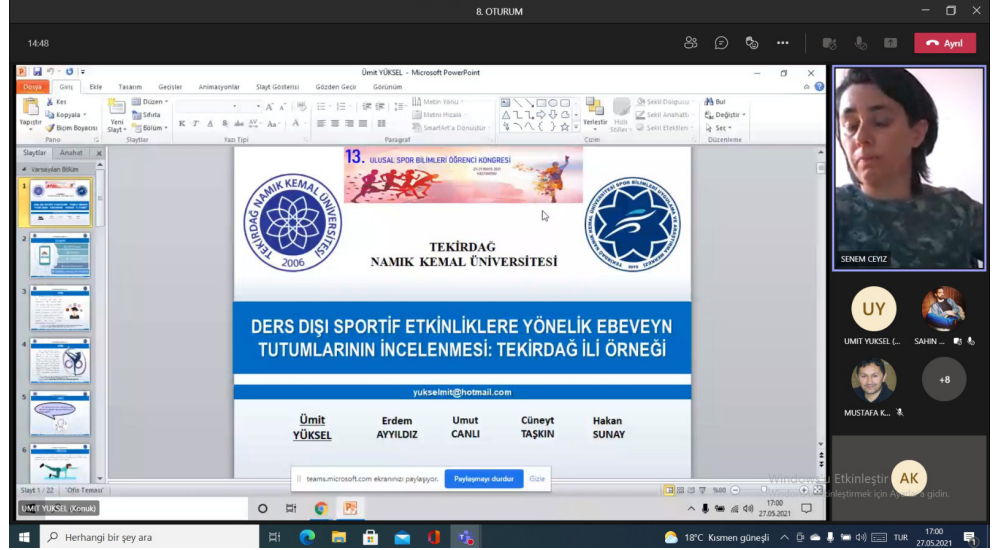 8. OTURUM
14:48
Ayrıl
Ümit YÜKSEL - Microsoft PowerPoint
Dosya Giriş Ekle Tasarım Geçişler Animasyonlar Slayt Gösterisi Gözden Geçir Görünüm
Yapıştır
Kes
Kopyala
Biçim Boyacısı
Pano
Yeni
Slayt
Düzen
Sıfırla
Bölüm
Slaytlar
Yazı Tipi
Metin Yönü
Metni Hizala
SmartArt'a Dönüştür
Paragraf
Yerleştir
Hızlı
Stiller
Şekil Dolgusu
Şekil Anahattı
Şekil Efektleri
Çizim
Bul
Değiştir
Seç
Düzenleme
Slaytlar Anahat
Varsayılan Bölüm
1
2
3
4
5
6
13. ULUSAL SPOR BİLİMLERİ ÖĞRENCİ KONGRESİ
TEKİRDAĞ NAMIK KEMAL ÜNİVERSİTESİ
2006
TEKİRDAĞ
NAMIK KEMAL ÜNİVERSİTESİ
DERS DIŞI SPORTİF ETKİNLİKLERE YÖNELİK EBEVEYN
TUTUMLARININ İNCELENMESİ: TEKİRDAĞ İLİ ÖRNEĞİ
yukselmit@hotmail.com
Ümit Erdem Umut Cüneyt Hakan
YÜKSEL AYYILDIZ CANLI TAŞKIN SUNAY
teams.microsoft.com ekranınızı paylaşıyor. Paylaşmayı durdur Gizle
Slayt 1 / 22 "Ofis Teması"
%80
UMIT YUKSEL (Konuk)
17:00
27.05.2021
SENEM CEYIZ
UY
UMIT YUKSEL (...
SAHIN ...
MUSTAFA K...
+8
AK
Herhangi bir şey ara
18°C Kısmen güneşli
TUR
17:00
27.05.2021